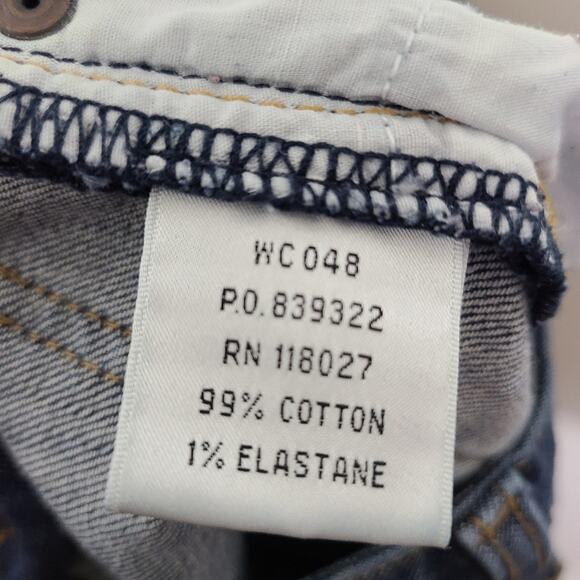 WC048
P.O. 839322
RN 118027
99% COTTON
1% ELASTANE